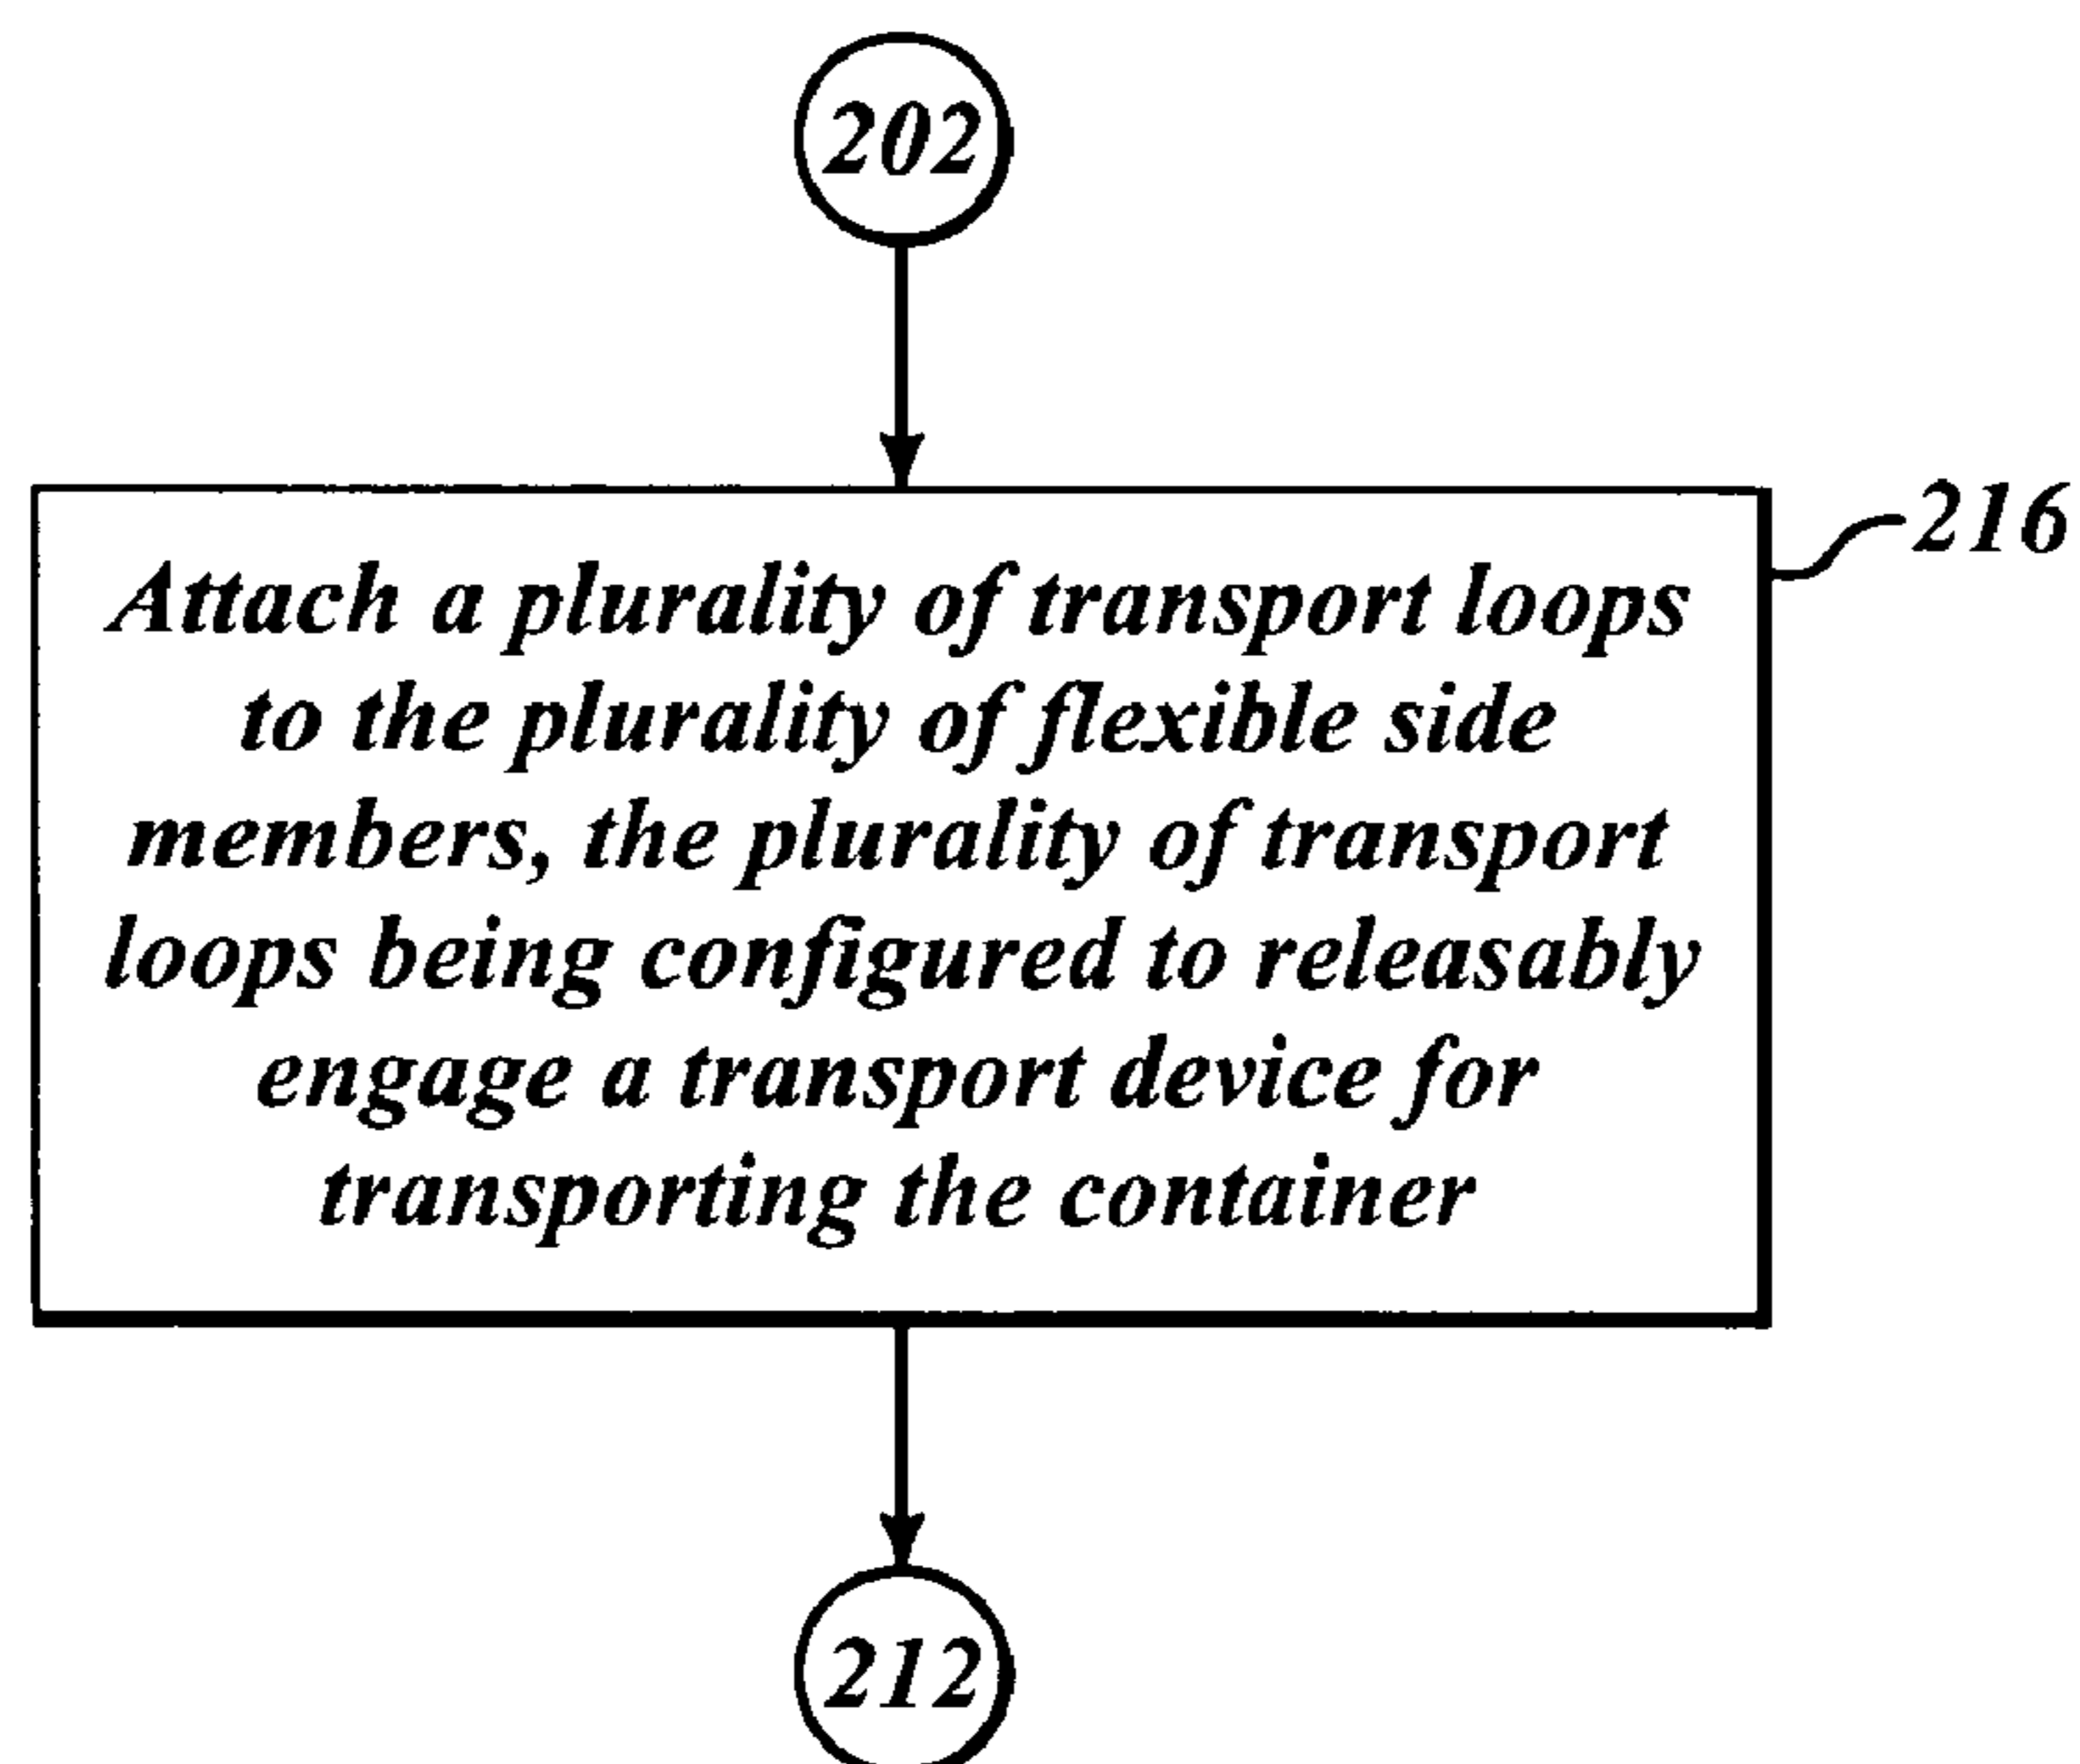 202
216
Attach a plurality of transport loops
to the plurality of flexible side
members, the plurality of transport
loops being configured to releasably
engage a transport device for
transporting the container
212